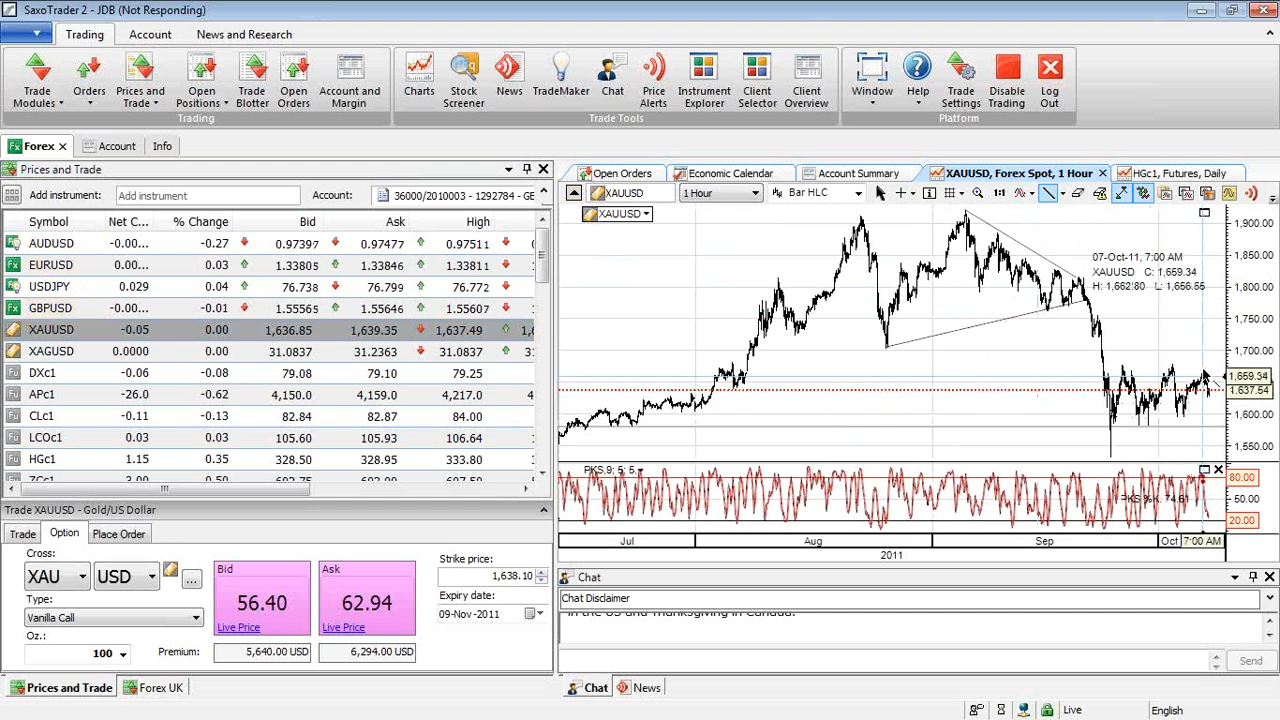 SaxoTrader 2 - JDB (Not Responding)
Trading Account News and Research
Trade Modules Orders Prices and Trade Open Positions Trade Blotter Open Orders Account and Margin Charts Stock Screener News TradeMaker Chat Price Alerts Instrument Explorer Client Selector Client Overview Window Help Trade Settings Disable Trading Log Out
Trading Trade Tools Platform
Fx Forex Account Info
Prices and Trade
Open Orders Economic Calendar Account Summary XAUUSD, Forex Spot, 1 Hour HGc1, Futures, Daily
Add instrument: Add instrument Account: 36000/2010003 - 1292784 - GE
XAUUSD 1 Hour Bar HLC
XAUUSD
Symbol Net C... % Change Bid Ask High
AUDUSD -0.00... -0.27 0.97397 0.97477 0.97511
EURUSD 0.00... 0.03 1.33805 1.33846 1.33811
USDJPY 0.029 0.04 76.738 76.799 76.772
GBPUSD -0.00... -0.01 1.55565 1.55646 1.55607
XAUUSD -0.05 0.00 1,636.85 1,639.35 1,637.49
XAGUSD 0.0000 0.00 31.0837 31.2363 31.0837
DXc1 -0.06 -0.08 79.08 79.10 79.25
APc1 -26.0 -0.62 4,150.0 4,159.0 4,217.0
CLc1 -0.11 -0.13 82.84 82.87 84.00
LCOc1 0.03 0.03 105.60 105.93 106.64
HGc1 1.15 0.35 328.50 328.95 333.80
07-Oct-11, 7:00 AM
XAUUSD C: 1,659.34
H: 1,662.80 L: 1,656.55
1,900.00
1,850.00
1,800.00
1,750.00
1,700.00
1,659.34
1,637.54
1,600.00
1,550.00
PKS,9; 5; 5,
80.00
PKS %K 74.61
50.00
20.00
Jul Aug Sep Oct 7:00 AM
2011
Trade XAUUSD - Gold/US Dollar
Trade Option Place Order
Cross:
XAU USD ...
Type:
Vanilla Call
Oz.:
100
Bid
56.40
Live Price
Ask
62.94
Live Price
Premium: 5,640.00 USD 6,294.00 USD
Strike price:
1,638.10
Expiry date:
09-Nov-2011
Chat
Chat Disclaimer
in the US and Thanksgiving in Canada.
Send
Prices and Trade Forex UK
Chat News
Live English